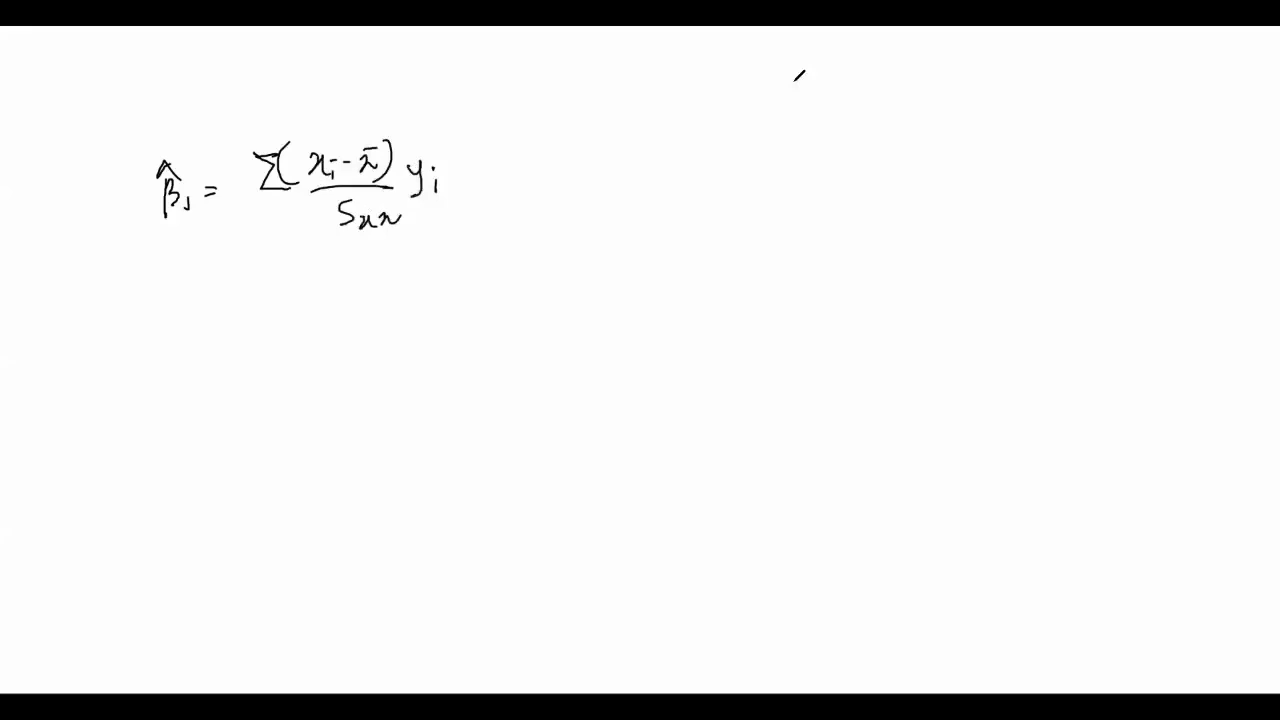 β̂₁ = Σ(xᵢ - x̄)/Sxx yᵢ